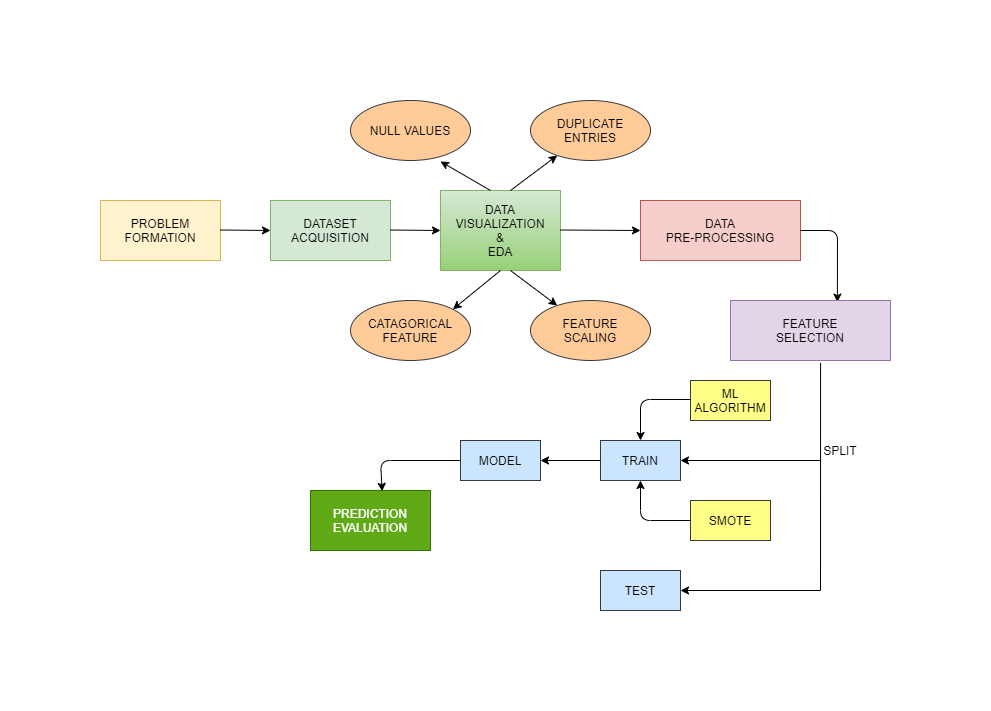 NULL VALUES
DUPLICATE
ENTRIES
PROBLEM
FORMATION
DATASET
ACQUISITION
DATA
VISUALIZATION
&
EDA
DATA
PRE-PROCESSING
CATAGORICAL
FEATURE
FEATURE
SCALING
FEATURE
SELECTION
ML
ALGORITHM
SPLIT
MODEL
TRAIN
PREDICTION
EVALUATION
SMOTE
TEST